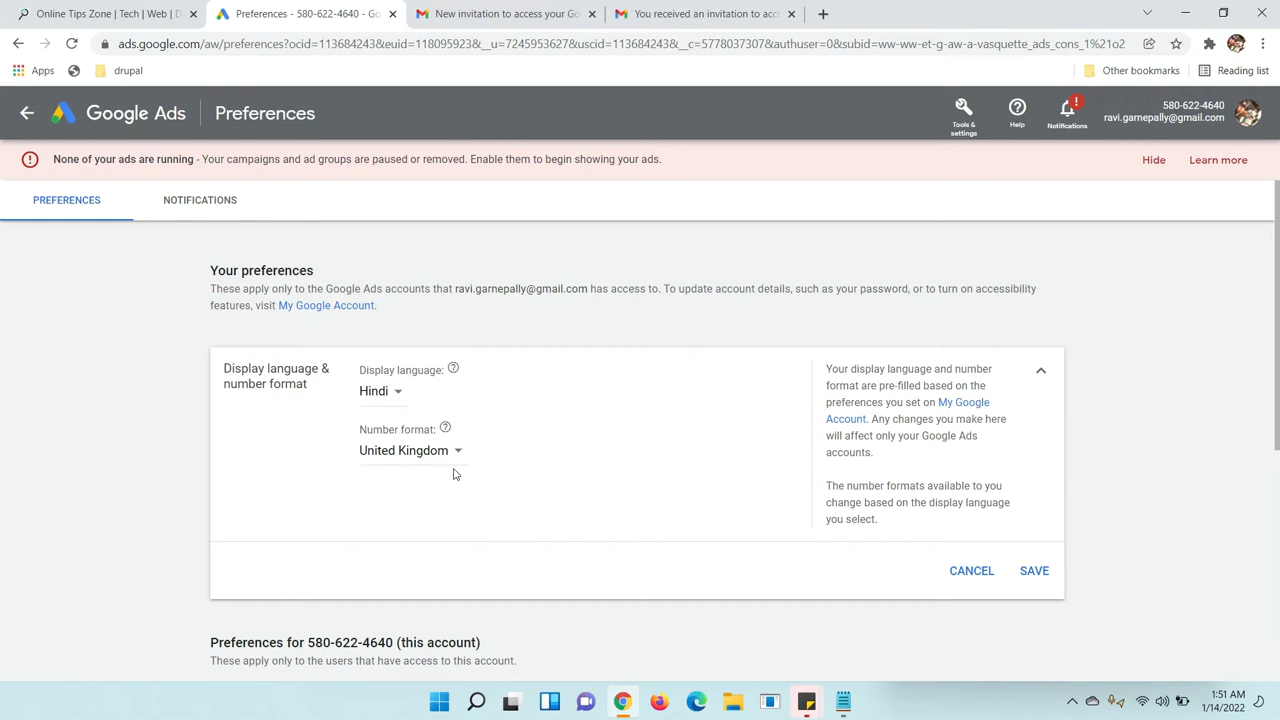 Online Tips Zone | Tech | Web | D
Preferences - 580-622-4640 - Go
New invitation to access your Go
You received an invitation to acc
ads.google.com/aw/preferences?ocid=113684243&euid=118095923&__u=7245953627&uscid=113684243&__c=5778037307&authuser=0&subid=ww-ww-et-g-aw-a-vasquette_ads_cons_1%21o2
Apps
drupal
Other bookmarks
Reading list
Google Ads
Preferences
Tools & settings
Help
Notifications
580-622-4640
ravi.garnepally@gmail.com
None of your ads are running - Your campaigns and ad groups are paused or removed. Enable them to begin showing your ads.
Hide
Learn more
PREFERENCES
NOTIFICATIONS
Your preferences
These apply only to the Google Ads accounts that ravi.garnepally@gmail.com has access to. To update account details, such as your password, or to turn on accessibility
features, visit My Google Account.
Display language &
number format
Display language:
Hindi
Number format:
United Kingdom
Your display language and number
format are pre-filled based on the
preferences you set on My Google
Account. Any changes you make here
will affect only your Google Ads
accounts.
The number formats available to you
change based on the display language
you select.
CANCEL
SAVE
Preferences for 580-622-4640 (this account)
These apply only to the users that have access to this account.
1:51 AM
1/14/2022